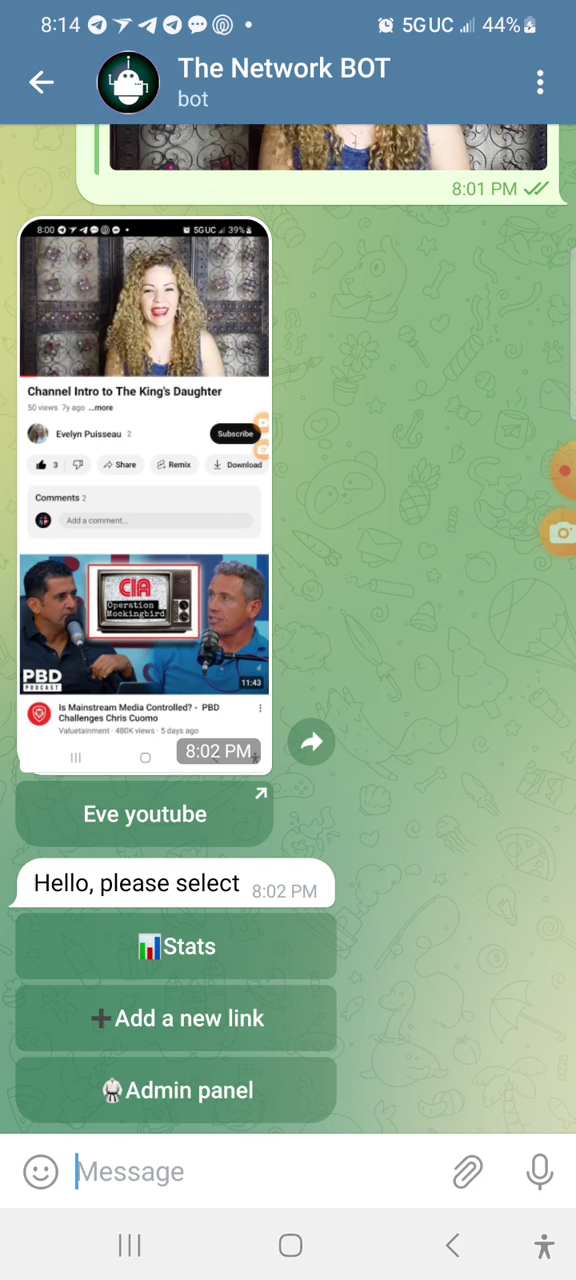 8:14 5G UC 44%
The Network BOT
bot
8:01 PM
8:00 5G UC 39%
Channel Intro to The King's Daughter
50 views 7y ago ...more
Evelyn Puisseau 2
Subscribe
3 Share Remix Download
Comments 2
Add a comment...
CIA
Operation
Mockingbird
PBD
PODCAST
11:43
Is Mainstream Media Controlled? - PBD
Challenges Chris Cuomo
Valuetainment · 480K views · 5 days ago
8:02 PM
Eve youtube
Hello, please select 8:02 PM
Stats
Add a new link
Admin panel
Message